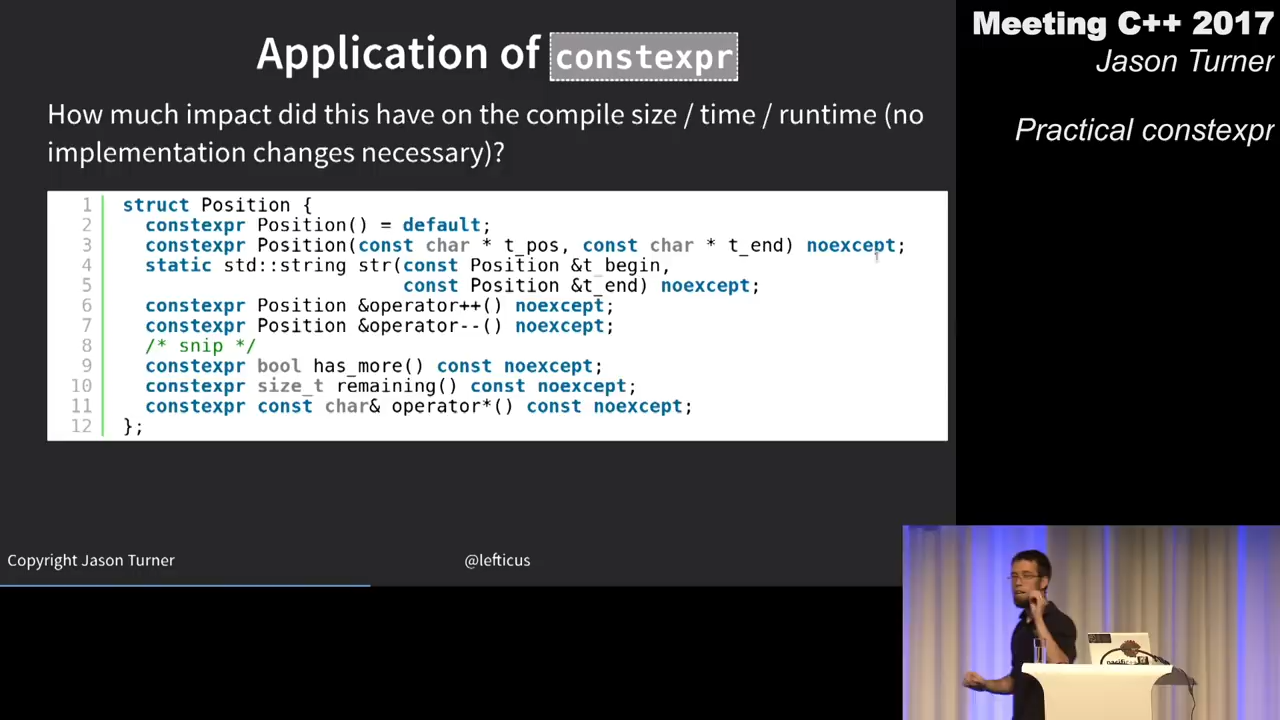 Application of constexpr
How much impact did this have on the compile size / time / runtime (no
implementation changes necessary)?
1 struct Position {
2 constexpr Position() = default;
3 constexpr Position(const char * t_pos, const char * t_end) noexcept;
4 static std::string str(const Position &t_begin,
5 const Position &t_end) noexcept;
6 constexpr Position &operator++() noexcept;
7 constexpr Position &operator--() noexcept;
8 /* snip */
9 constexpr bool has_more() const noexcept;
10 constexpr size_t remaining() const noexcept;
11 constexpr const char& operator*() const noexcept;
12 };
Copyright Jason Turner
@lefticus
Meeting C++ 2017
Jason Turner
Practical constexpr
pacific++